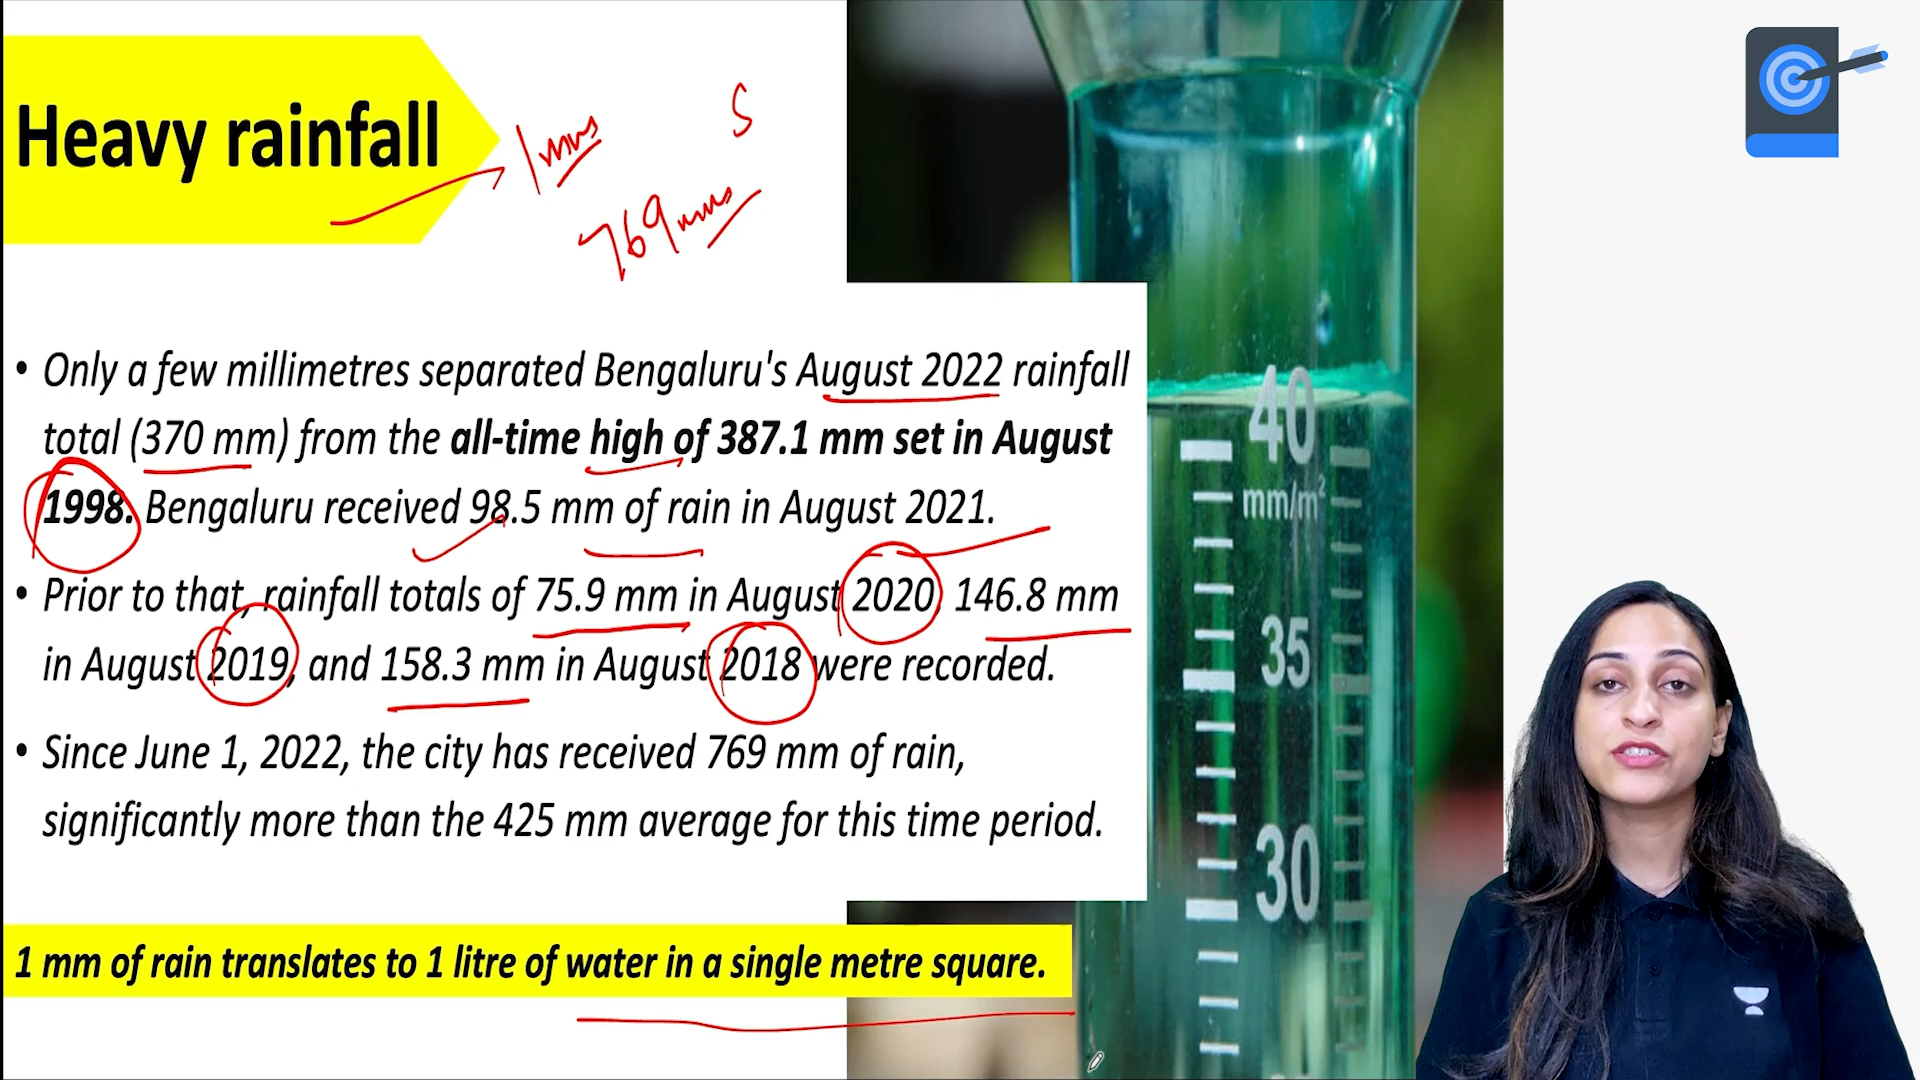 Heavy rainfall
1 mms
S
769 mms
• Only a few millimetres separated Bengaluru's August 2022 rainfall
total (370 mm) from the all-time high of 387.1 mm set in August
1998. Bengaluru received 98.5 mm of rain in August 2021.
• Prior to that, rainfall totals of 75.9 mm in August 2020, 146.8 mm
in August 2019, and 158.3 mm in August 2018 were recorded.
• Since June 1, 2022, the city has received 769 mm of rain,
significantly more than the 425 mm average for this time period.
1 mm of rain translates to 1 litre of water in a single metre square.
40
mm/m²
35
30